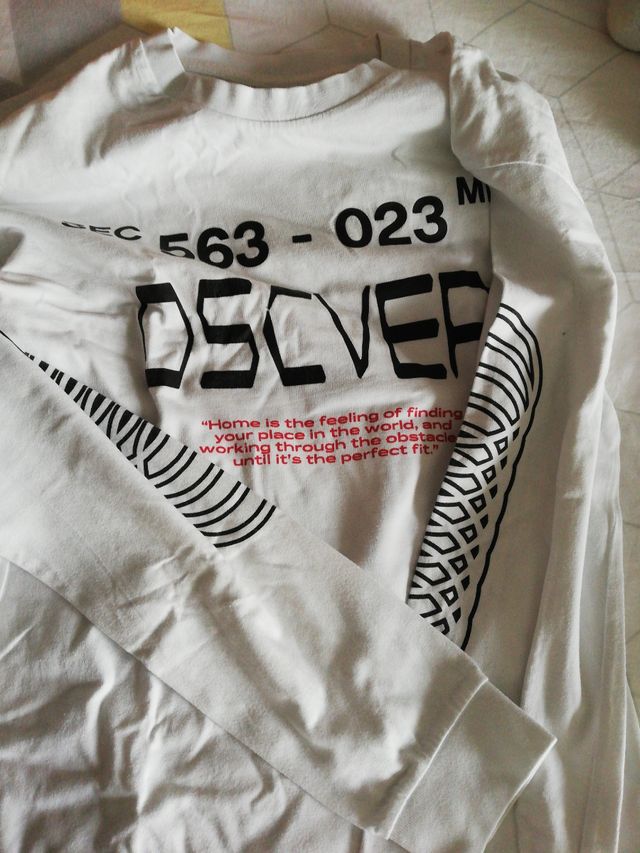 SEC 563 - 023
DSCVER
“Home is the feeling of finding
your place in the world, and
working through the obstacle
until it's the perfect fit.”